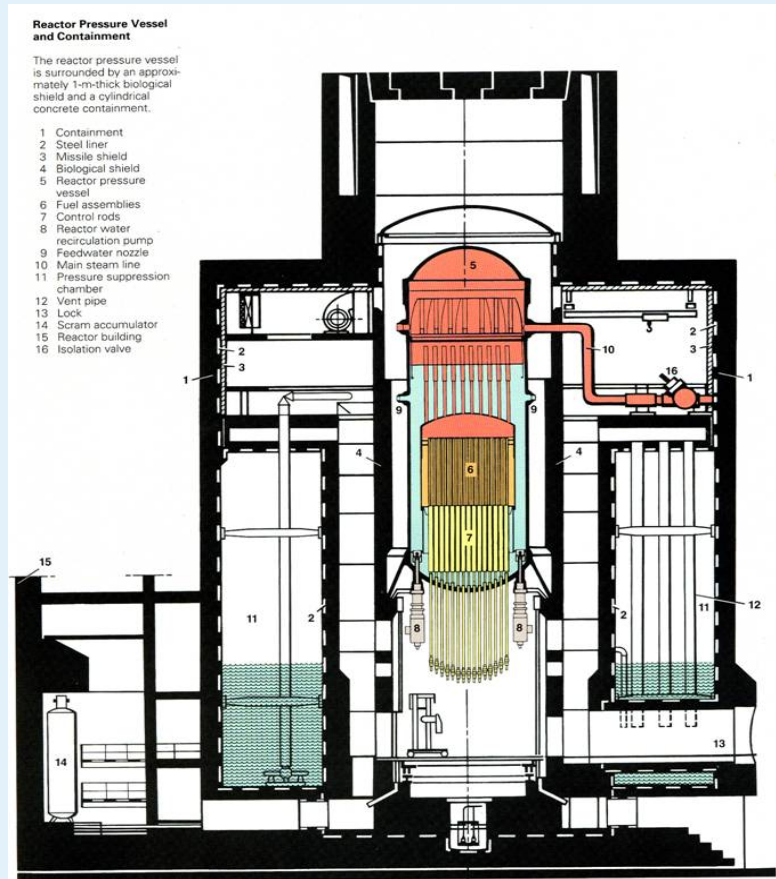 Reactor Pressure Vessel
and Containment
The reactor pressure vessel
is surrounded by an approxi-
mately 1-m-thick biological
shield and a cylindrical
concrete containment.
1 Containment
2 Steel liner
3 Missile shield
4 Biological shield
5 Reactor pressure
vessel
6 Fuel assemblies
7 Control rods
8 Reactor water
recirculation pump
9 Feedwater nozzle
10 Main steam line
11 Pressure suppression
chamber
12 Vent pipe
13 Lock
14 Scram accumulator
15 Reactor building
16 Isolation valve
5
2
10
3
2
3
16
1
1
9
9
4
4
6
7
15
11
2
2
11
12
8
8
13
14